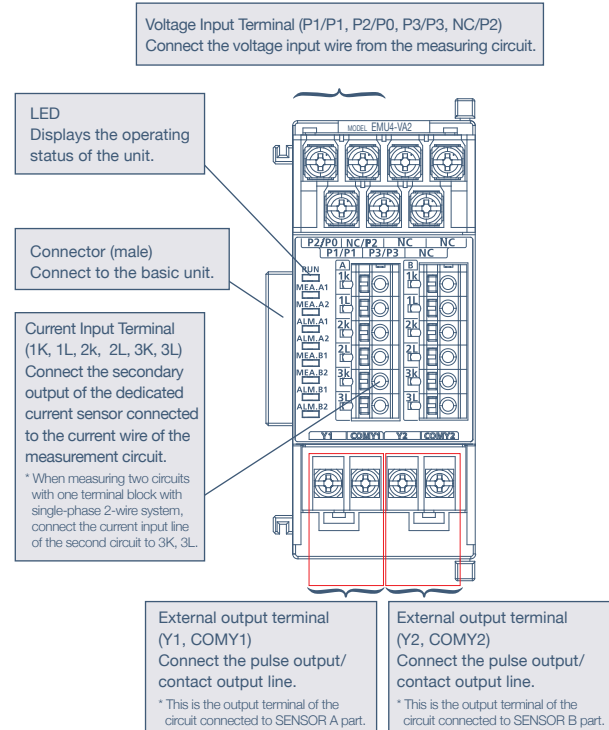 Voltage Input Terminal (P1/P1, P2/P0, P3/P3, NC/P2)
Connect the voltage input wire from the measuring circuit.
LED
Displays the operating
status of the unit.
Connector (male)
Connect to the basic unit.
Current Input Terminal
(1K, 1L, 2k, 2L, 3K, 3L)
Connect the secondary
output of the dedicated
current sensor connected
to the current wire of the
measurement circuit.
* When measuring two circuits
with one terminal block with
single-phase 2-wire system,
connect the current input line
of the second circuit to 3K, 3L.
MODEL EMU4-VA2
P2/P0 NC/P2 NC NC
P1/P1 P3/P3 NC
RUN
MEA.A1
MEA.A2
ALM.A1
ALM.A2
MEA.B1
MEA.B2
ALM.B1
ALM.B2
A
1k
1L
2k
2L
3k
3L
B
1k
1L
2k
2L
3k
3L
Y1 COMY1 Y2 COMY2
External output terminal
(Y1, COMY1)
Connect the pulse output/
contact output line.
* This is the output terminal of the
circuit connected to SENSOR A part.
External output terminal
(Y2, COMY2)
Connect the pulse output/
contact output line.
* This is the output terminal of the
circuit connected to SENSOR B part.